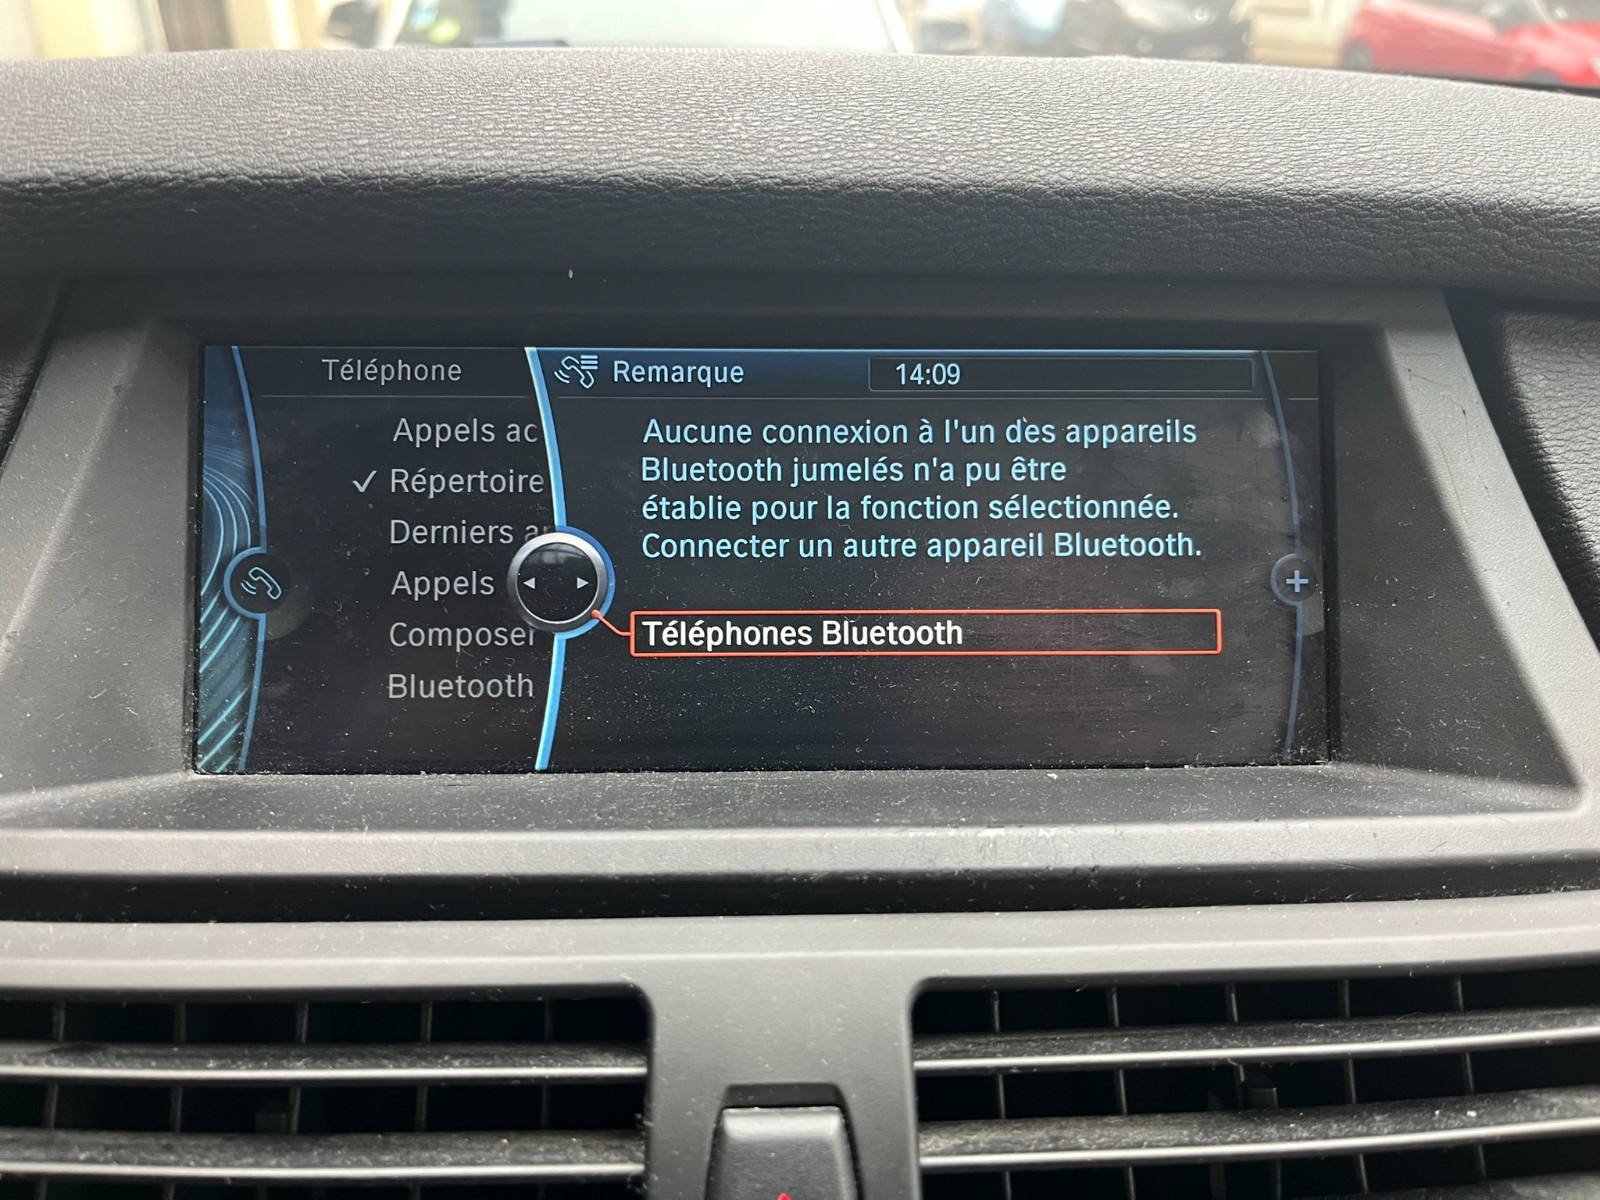 Téléphone
Remarque
14:09
Appels ac
✓ Répertoire
Derniers a
Appels
Composer
Bluetooth
Aucune connexion à l'un des appareils
Bluetooth jumelés n'a pu être
établie pour la fonction sélectionnée.
Connecter un autre appareil Bluetooth.
Téléphones Bluetooth